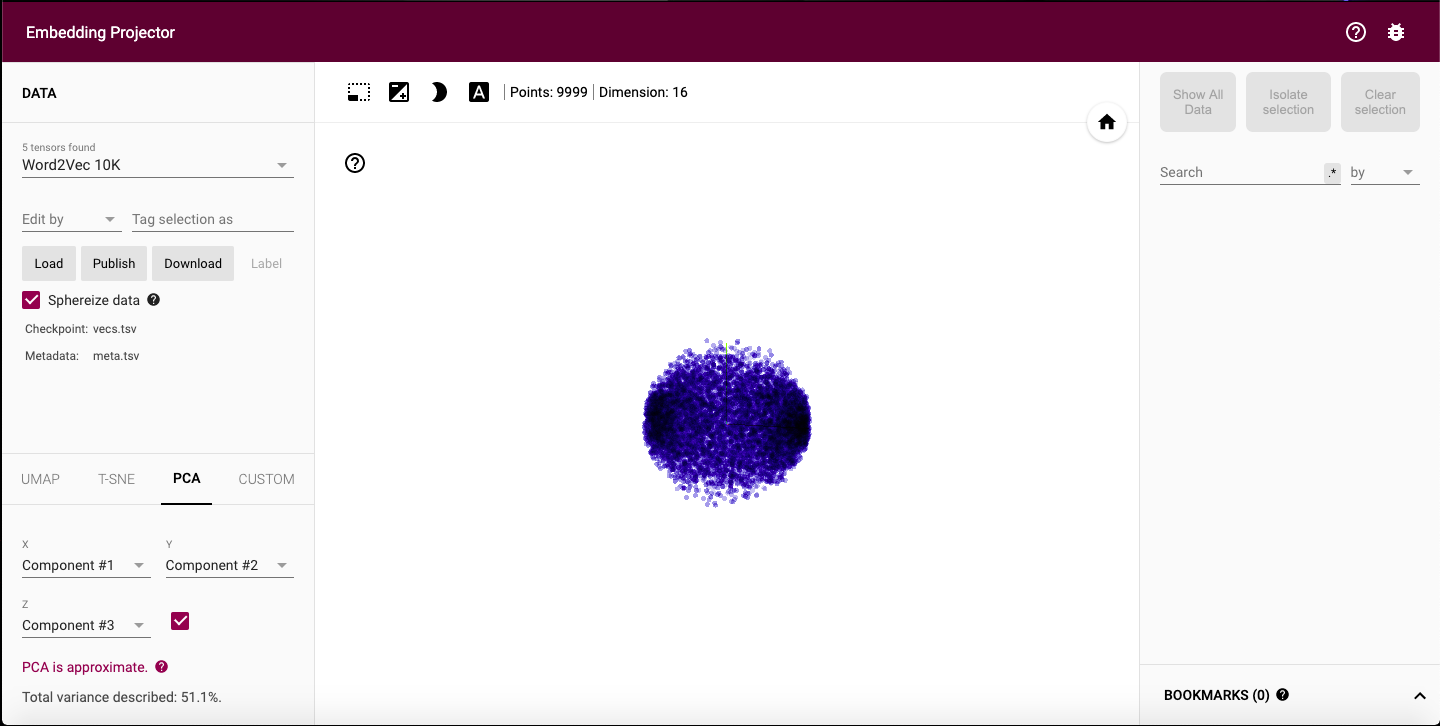 Embedding Projector
DATA
5 tensors found
Word2Vec 10K
Edit by
Tag selection as
Load
Publish
Download
Label
Sphereize data
Checkpoint: vecs.tsv
Metadata: meta.tsv
UMAP
T-SNE
PCA
CUSTOM
X
Component #1
Y
Component #2
Z
Component #3
PCA is approximate.
Total variance described: 51.1%.
A
Points: 9999
Dimension: 16
Show All
Data
Isolate
selection
Clear
selection
Search
.*
by
BOOKMARKS (0)